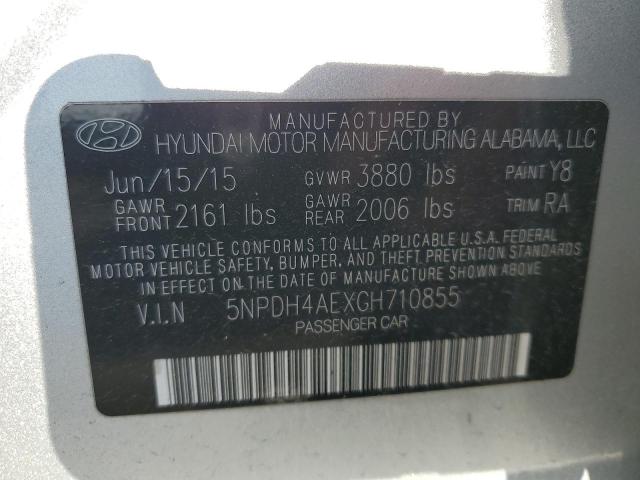 MANUFACTURED BY
HYUNDAI MOTOR MANUFACTURING ALABAMA, LLC
Jun/15/15 GVWR 3880 lbs PAINT Y8
GAWR FRONT 2161 lbs GAWR REAR 2006 lbs TRIM RA
THIS VEHICLE CONFORMS TO ALL APPLICABLE U.S.A. FEDERAL
MOTOR VEHICLE SAFETY, BUMPER, AND THEFT PREVENTION STANDARDS
IN EFFECT ON THE DATE OF MANUFACTURE SHOWN ABOVE.
V.I.N 5NPDH4AEXGH710855
PASSENGER CAR